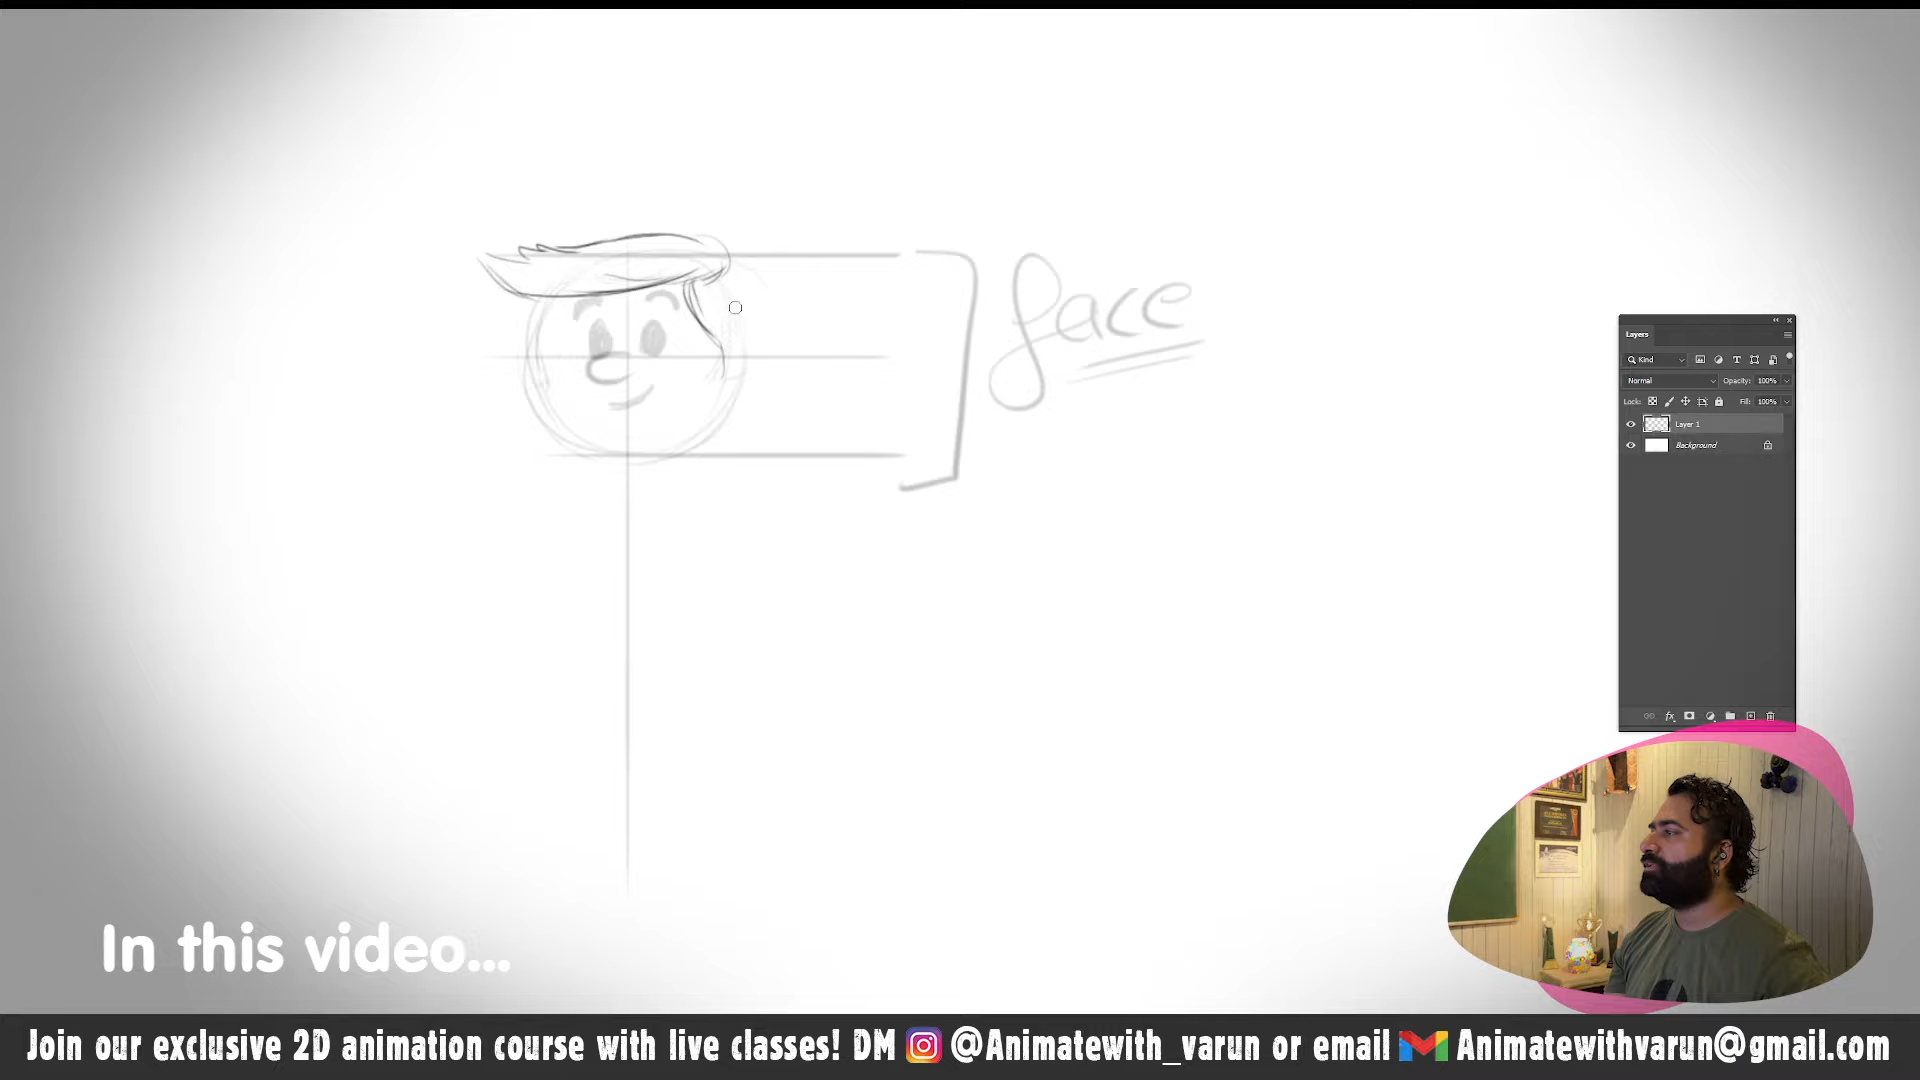 face
Layers
Kind
Normal Opacity: 100%
Lock: Fill: 100%
Layer 1
Background
fx
In this video...
Join our exclusive 2D animation course with live classes! DM @Animatewith_varun or email Animatewithvarun@gmail.com